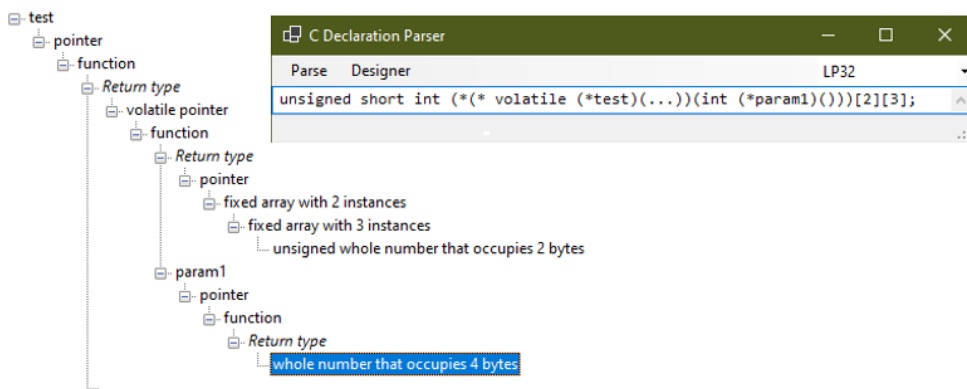 test
pointer
function
Return type
volatile pointer
function
Return type
pointer
fixed array with 2 instances
fixed array with 3 instances
unsigned whole number that occupies 2 bytes
param1
pointer
function
Return type
whole number that occupies 4 bytes
C Declaration Parser
Parse Designer LP32
unsigned short int (*(* volatile (*test)(...))(int (*param1)()))[2][3];